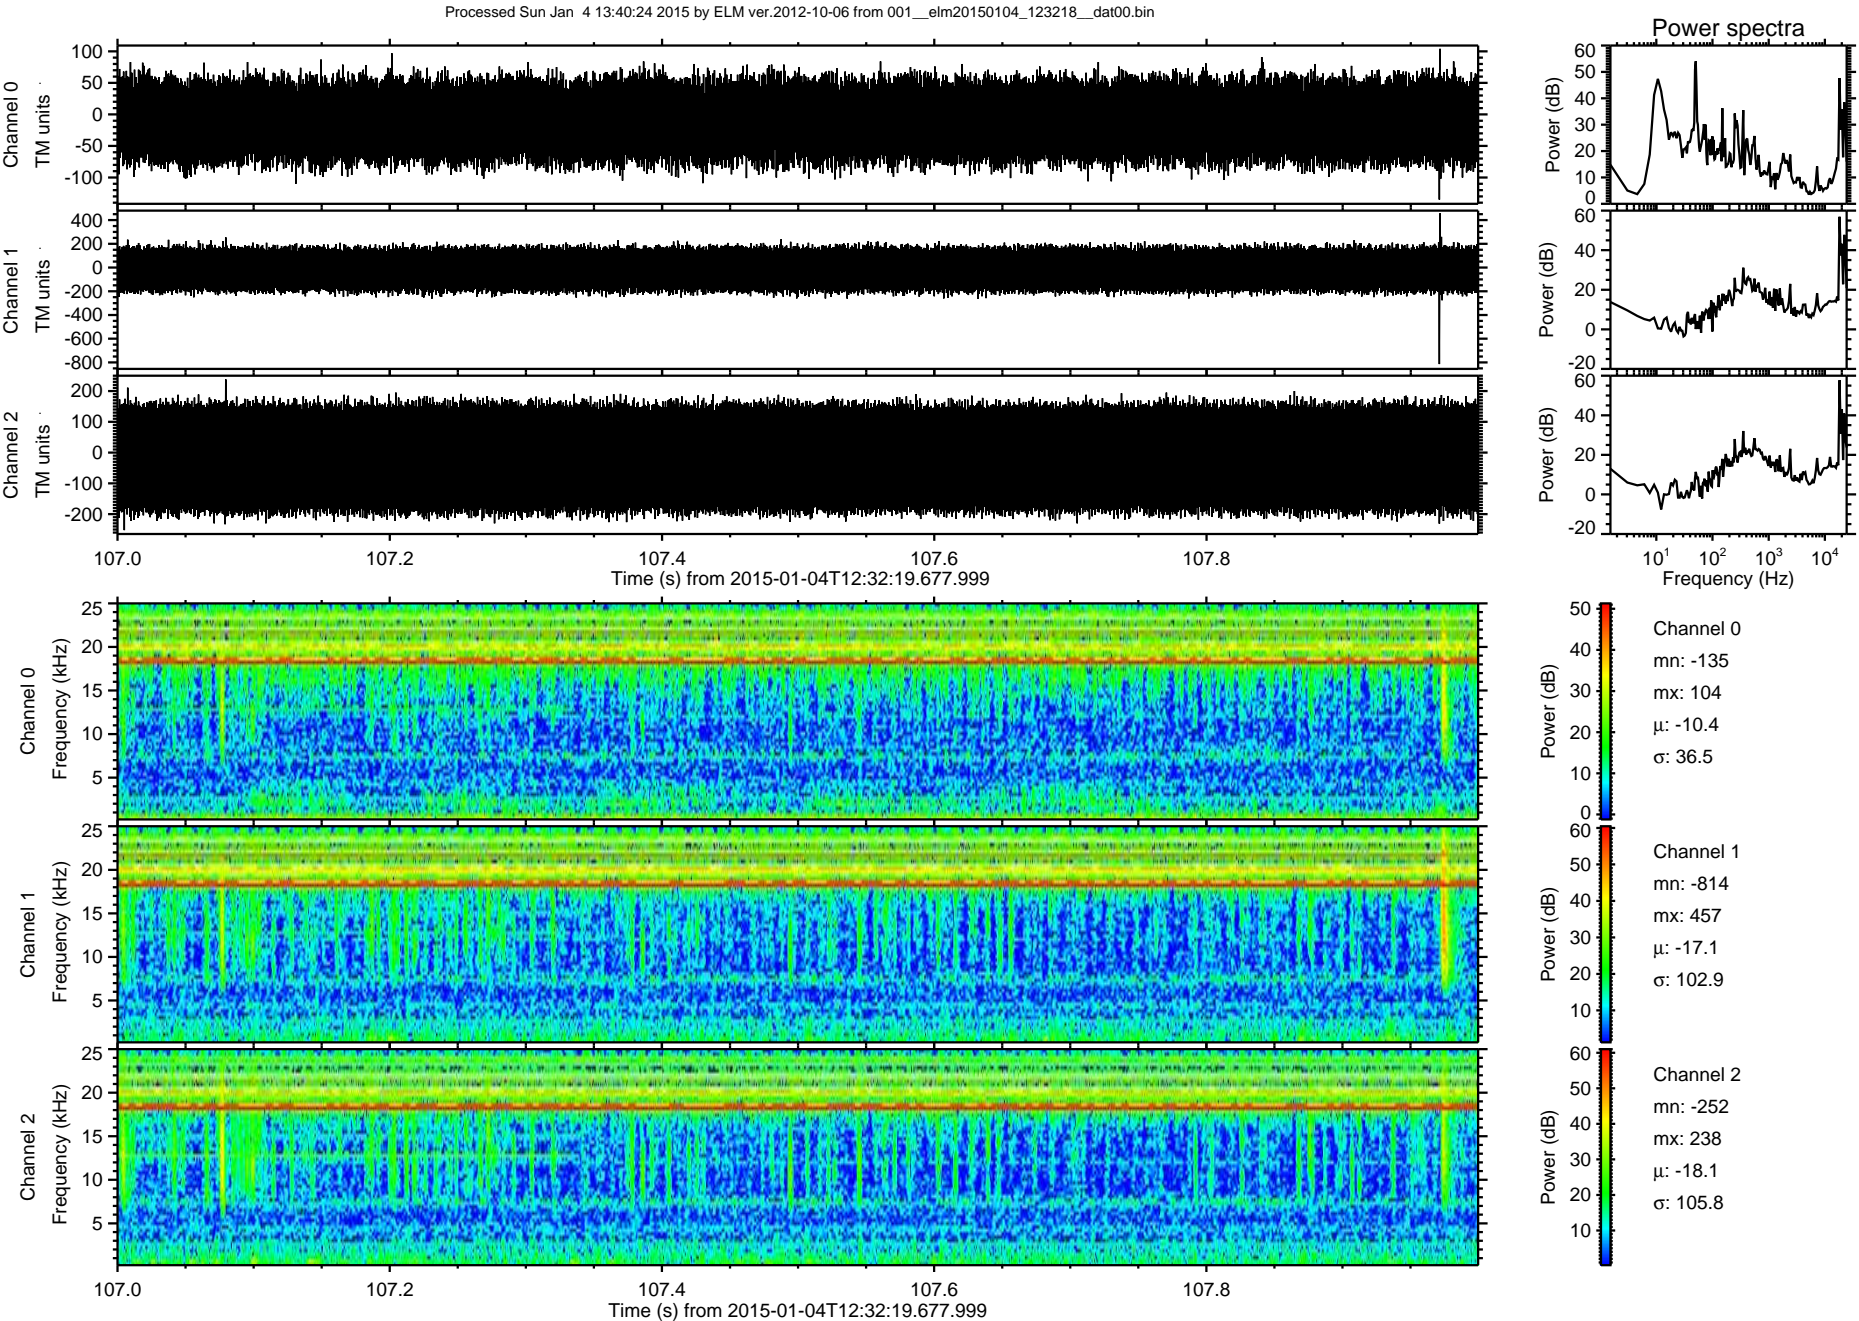 Processed Sun Jan  4 13:40:24 2015 by ELM ver.2012-10-06 from 001__elm20150104_123218__dat00.bin
Power spectra
Channel 0
TM units
100
50
0
-50
-100
Power (dB)
60
50
40
30
20
10
0
Channel 1
TM units
400
200
0
-200
-400
-600
-800
Power (dB)
60
40
20
0
-20
Channel 2
TM units
200
100
0
-100
-200
Power (dB)
60
40
20
0
-20
107.0 107.2 107.4 107.6 107.8
Time (s) from 2015-01-04T12:32:19.677.999
10^1 10^2 10^3 10^4
Frequency (Hz)
Channel 0
Frequency (kHz)
25
20
15
10
5
Power (dB)
50
40
30
20
10
0
Channel 0
mn: -135
mx: 104
μ: -10.4
σ: 36.5
Channel 1
Frequency (kHz)
25
20
15
10
5
Power (dB)
60
50
40
30
20
10
Channel 1
mn: -814
mx: 457
μ: -17.1
σ: 102.9
Channel 2
Frequency (kHz)
25
20
15
10
5
Power (dB)
60
50
40
30
20
10
Channel 2
mn: -252
mx: 238
μ: -18.1
σ: 105.8
107.0 107.2 107.4 107.6 107.8
Time (s) from 2015-01-04T12:32:19.677.999